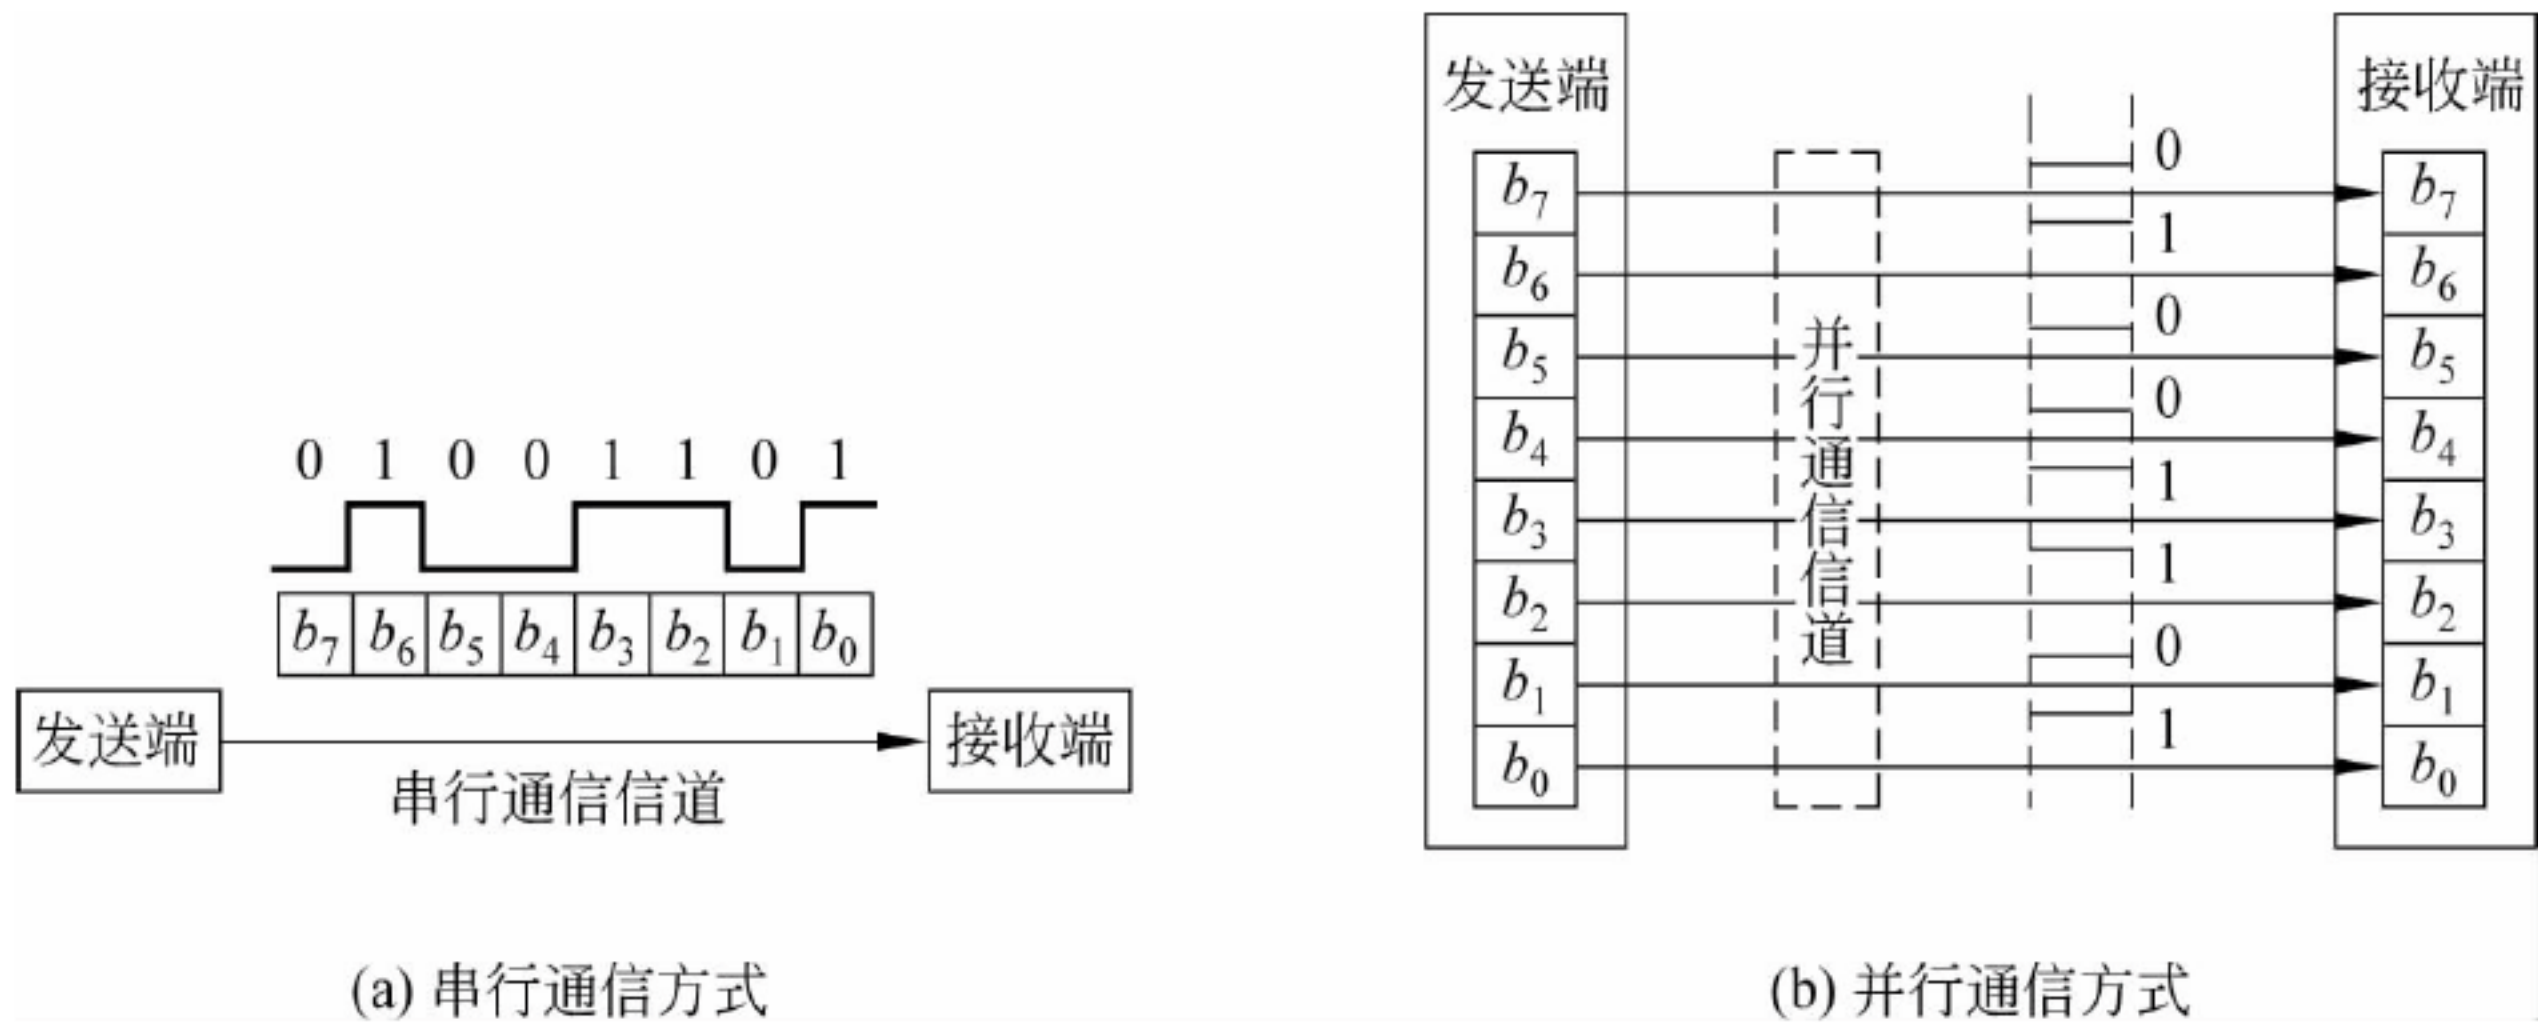 0 1 0 0 1 1 0 1
b7 b6 b5 b4 b3 b2 b1 b0
发送端
接收端
串行通信信道
(a) 串行通信方式
发送端
接收端
b7
b6
b5
b4
b3
b2
b1
b0
并行通信信道
0
1
0
0
1
1
0
1
b7
b6
b5
b4
b3
b2
b1
b0
(b) 并行通信方式